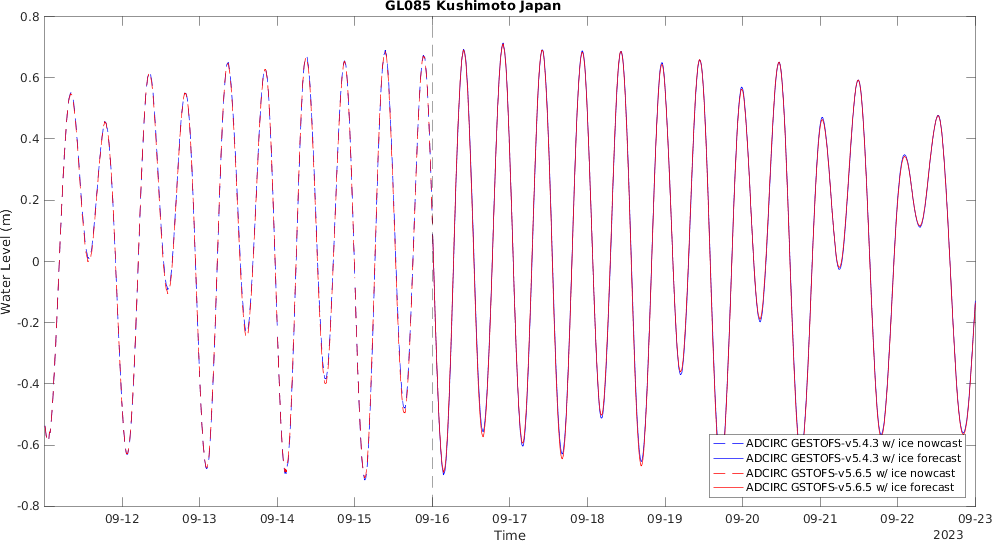 GL085 Kushimoto Japan
0.8
0.6
0.4
0.2
0
-0.2
-0.4
-0.6
-0.8
Water Level (m)
ADCIRC GESTOFS-v5.4.3 w/ ice nowcast
ADCIRC GESTOFS-v5.4.3 w/ ice forecast
ADCIRC GSTOFS-v5.6.5 w/ ice nowcast
ADCIRC GSTOFS-v5.6.5 w/ ice forecast
09-12 09-13 09-14 09-15 09-16 09-17 09-18 09-19 09-20 09-21 09-22 09-23
Time
2023